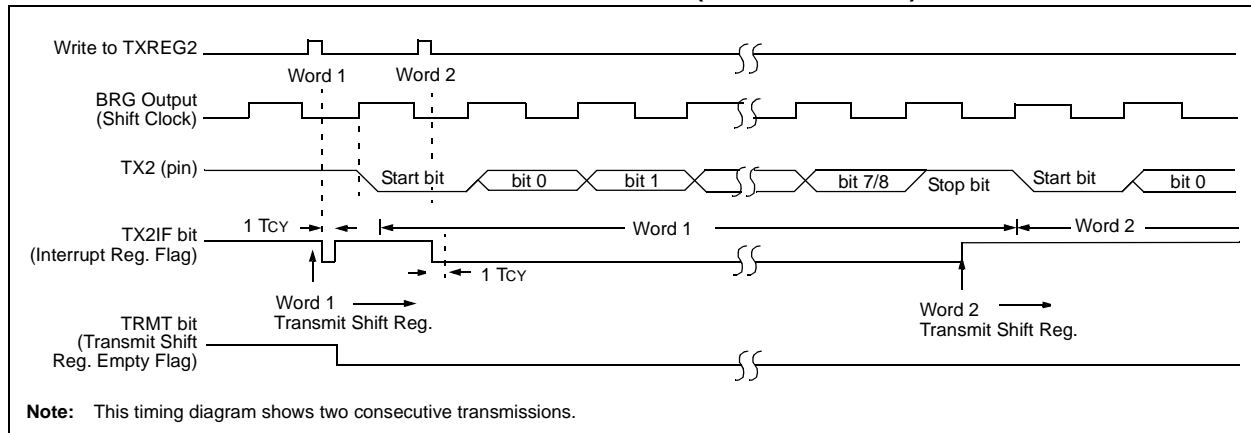 Write to TXREG2
Word 1
Word 2
BRG Output
(Shift Clock)
TX2 (pin)
Start bit
bit 0
bit 1
bit 7/8
Stop bit
Start bit
bit 0
1 TCY
TX2IF bit
(Interrupt Reg. Flag)
Word 1
Word 2
1 TCY
Word 1
Transmit Shift Reg.
Word 2
Transmit Shift Reg.
TRMT bit
(Transmit Shift
Reg. Empty Flag)
Note: This timing diagram shows two consecutive transmissions.